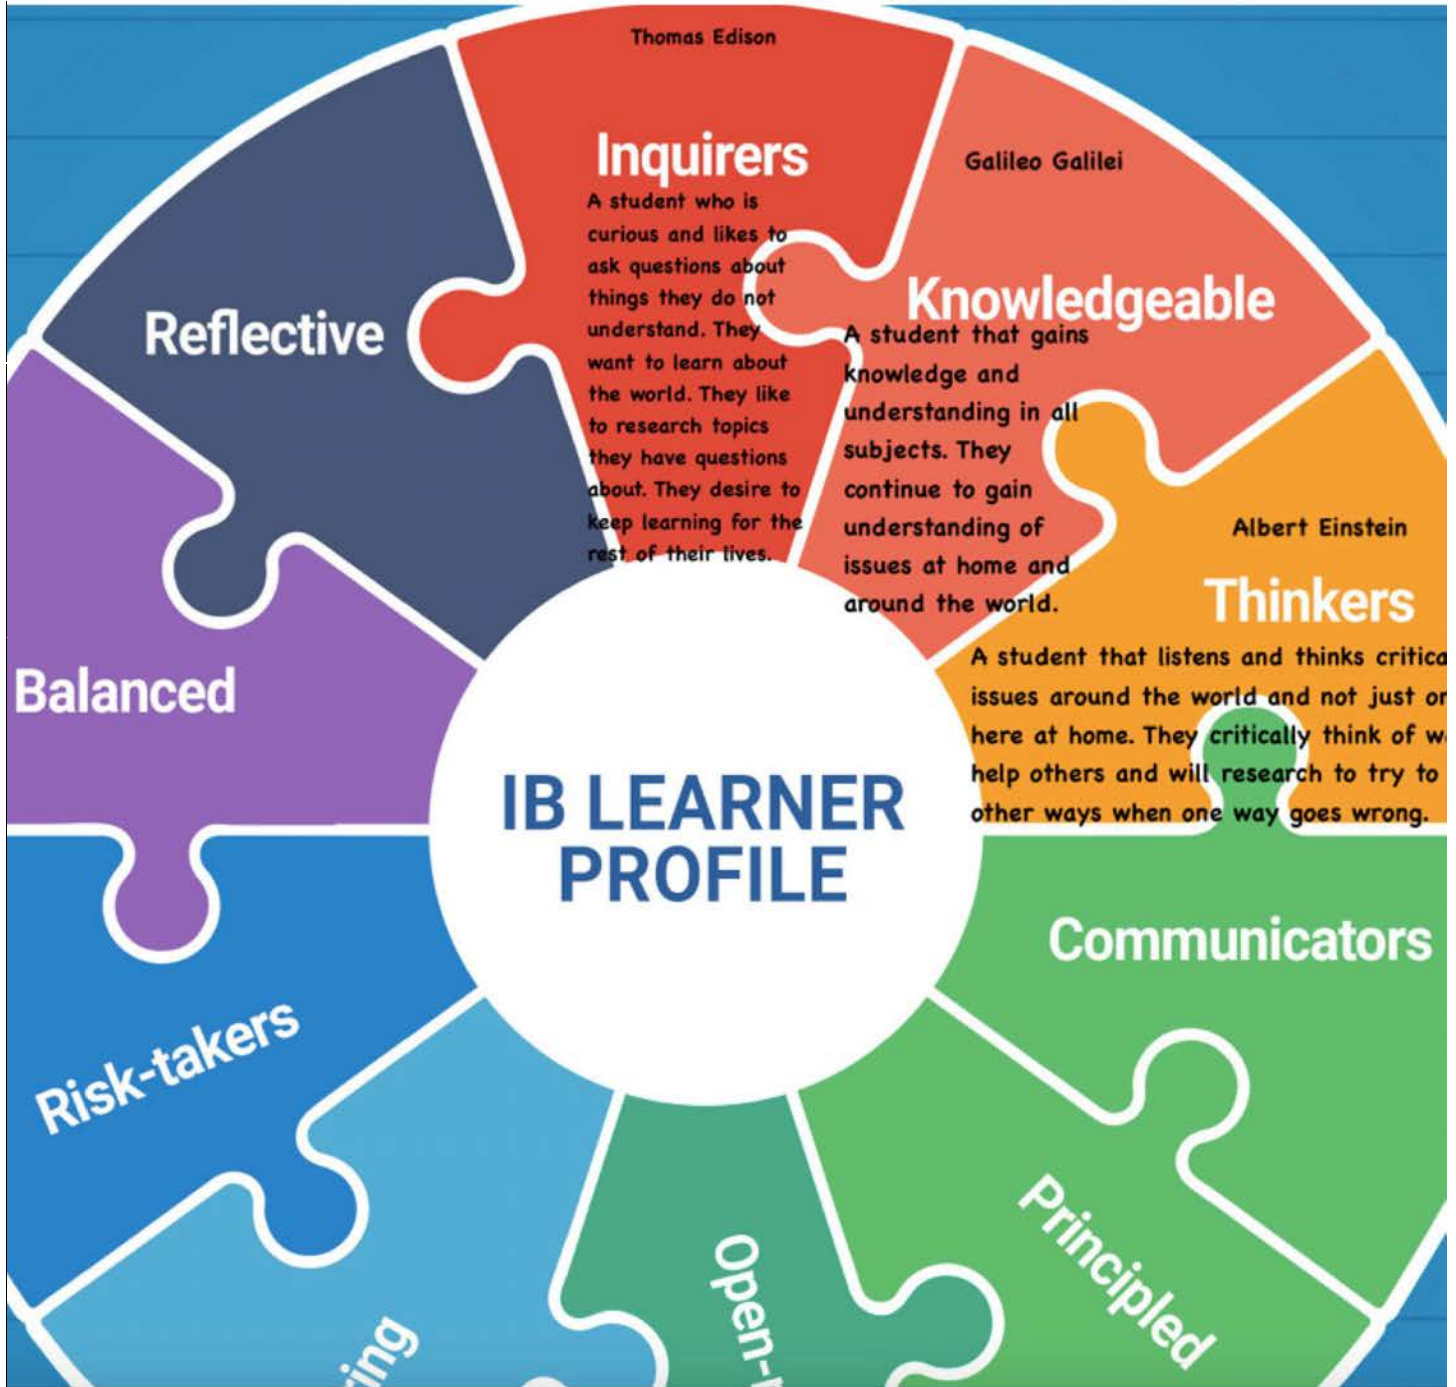 Thomas Edison
Inquirers
A student who is
curious and likes to
ask questions about
things they do not
understand. They
want to learn about
the world. They like
to research topics
they have questions
about. They desire to
keep learning for the
rest of their lives.
Galileo Galilei
Knowledgeable
A student that gains
knowledge and
understanding in all
subjects. They
continue to gain
understanding of
issues at home and
around the world.
Albert Einstein
Thinkers
A student that listens and thinks
issues around the world and not just
here at home. They critically think of
help others and will research to try to
other ways when one way goes wrong.
Reflective
Balanced
IB LEARNER
PROFILE
Communicators
Risk-takers
Principled